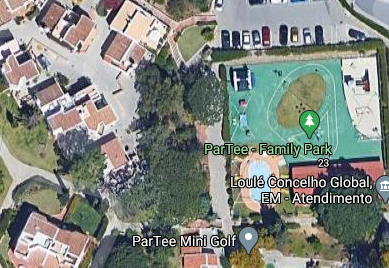 ParTee - Family Park
23
Loulé Concelho Global,
EM - Atendimento
ParTee Mini Golf